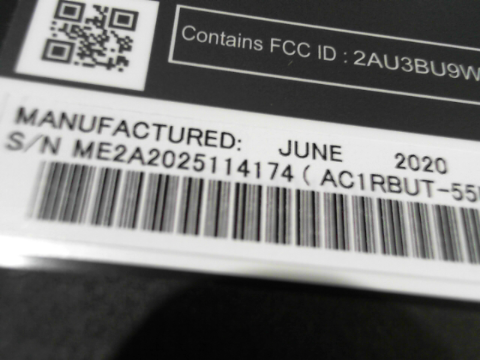 Contains FCC ID : 2AU3BU9W
MANUFACTURED: JUNE 2020
S/N ME2A2025114174 ( AC1RBUT-55